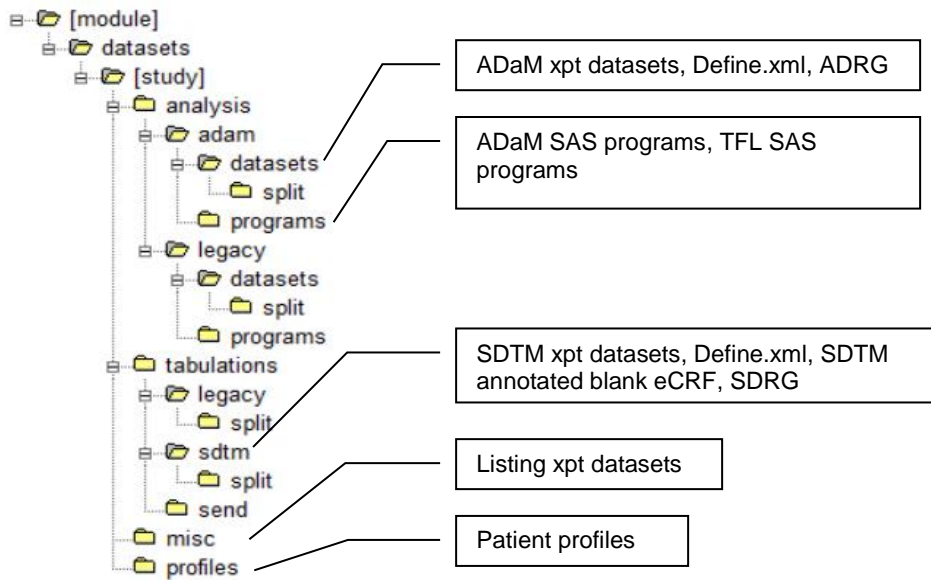 [module]
datasets
[study]
analysis
adam
datasets
split
programs
legacy
datasets
split
programs
tabulations
legacy
split
sdtm
split
send
misc
profiles
ADaM xpt datasets, Define.xml, ADRG
ADaM SAS programs, TFL SAS
programs
SDTM xpt datasets, Define.xml, SDTM
annotated blank eCRF, SDRG
Listing xpt datasets
Patient profiles